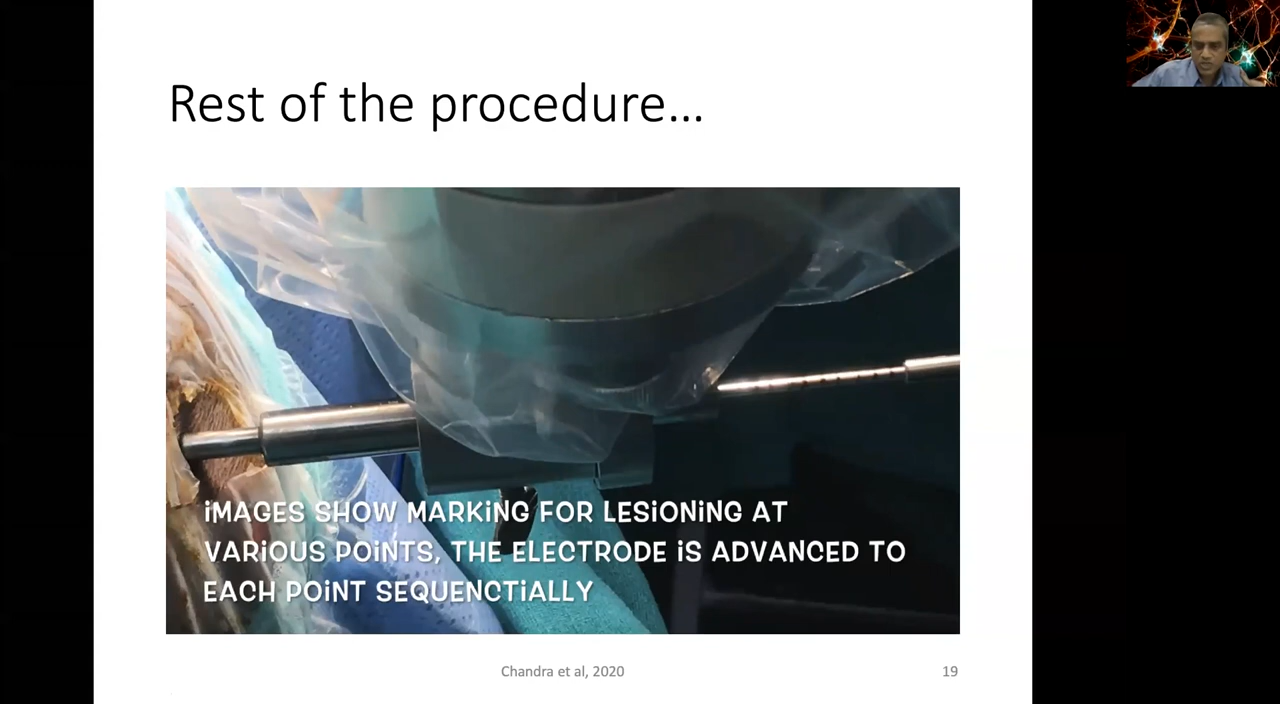 Rest of the procedure...
iMAGES SHOW MARKiNG FOR LESiONiNG AT
VARiOUS POiNTS, THE ELECTRODE iS ADVANCED TO
EACH POiNT SEQUENCTiALLY
Chandra et al, 2020
19